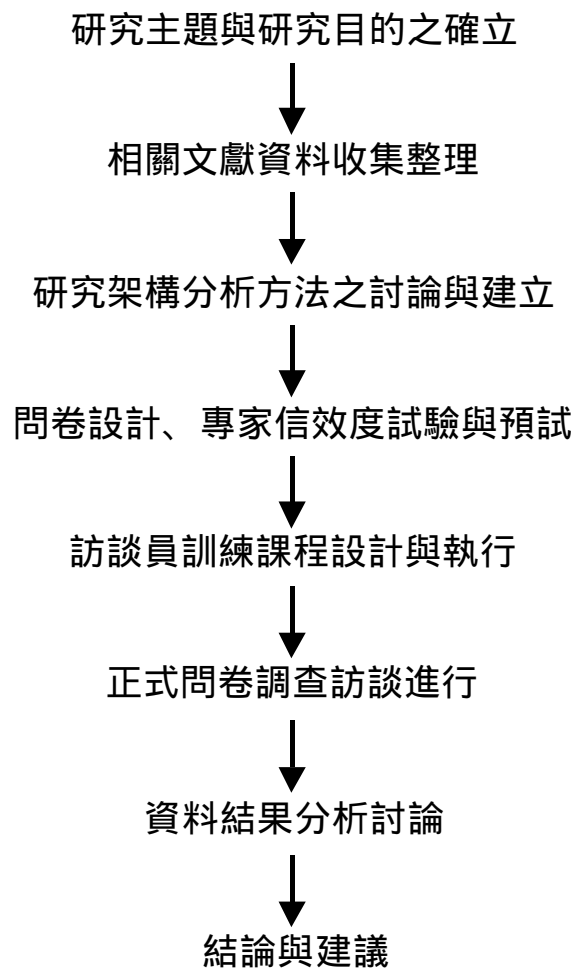 研究主題與研究目的之確立
相關文獻資料收集整理
研究架構分析方法之討論與建立
問卷設計、專家信效度試驗與預試
訪談員訓練課程設計與執行
正式問卷調查訪談進行
資料結果分析討論
結論與建議